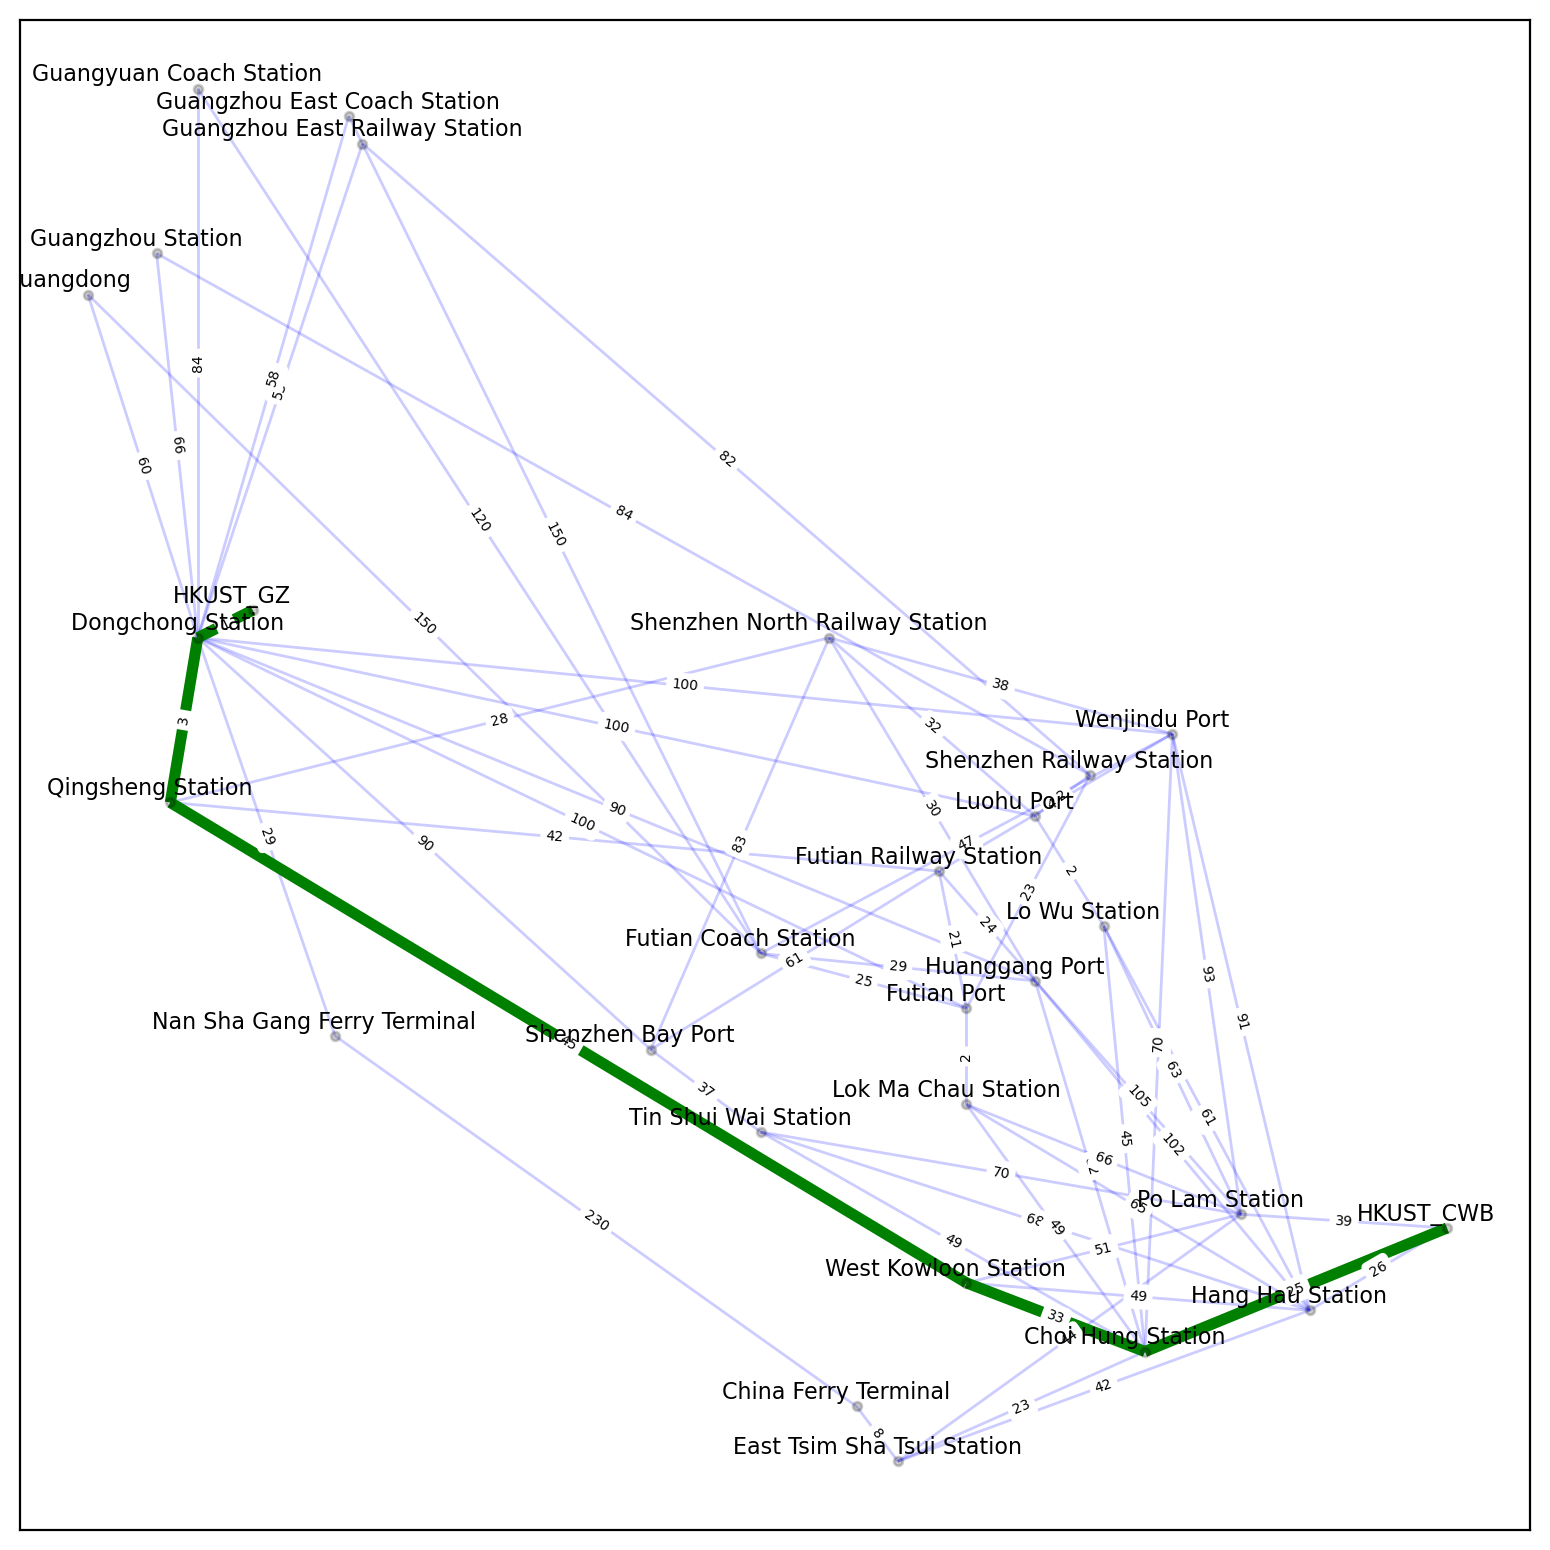 Guangyuan Coach Station
Guangzhou East Coach Station
Guangzhou East Railway Station
Guangzhou Station
uangdong
84
58
60
66
82
120
150
84
HKUST_GZ
Dongchong Station
150
Shenzhen North Railway Station
100
38
3
28
100
32
Wenjindu Port
Shenzhen Railway Station
Qingsheng Station
Luohu Port
90
30
100
29
42
90
83
47
Futian Railway Station
2
23
Lo Wu Station
21
24
Futian Coach Station
61
29
25
Huanggang Port
93
Futian Port
Nan Sha Gang Ferry Terminal
Shenzhen Bay Port
45
91
70
2
63
37
Lok Ma Chau Station
105
Tin Shui Wai Station
61
45
102
66
70
65
Po Lam Station
HKUST_CWB
230
68
49
39
49
51
West Kowloon Station
26
49
25
Hang Hau Station
33
Choi Hung Station
China Ferry Terminal
42
23
8
East Tsim Sha Tsui Station